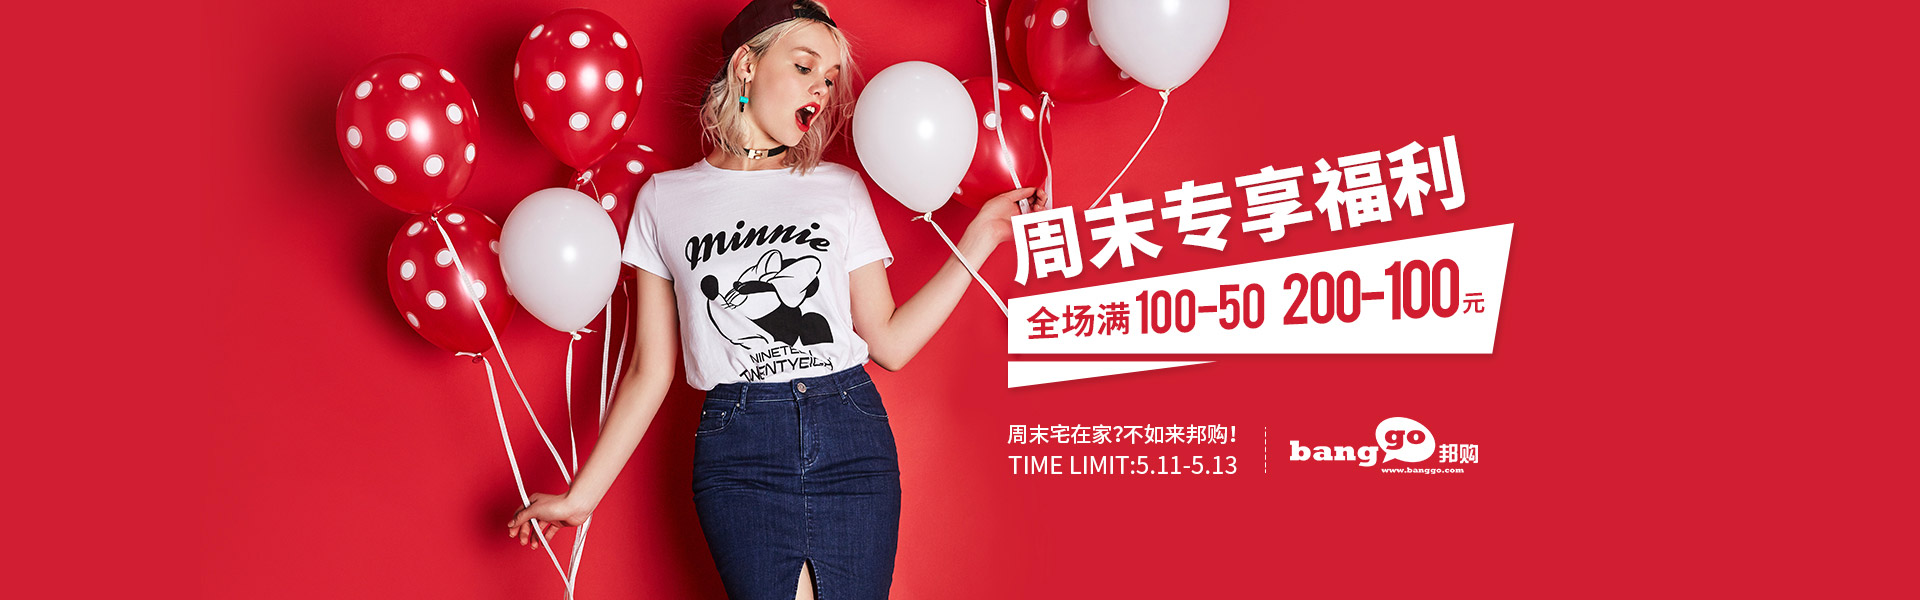 minnie
NINETEE
TWENTYEIGH
周末专享福利
全场满100-50 200-100元
周末宅在家?不如来邦购!
TIME LIMIT:5.11-5.13
banggo邦购
www.banggo.com